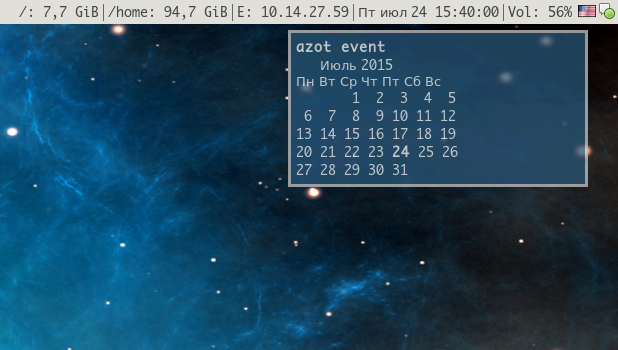 /: 7,7 GiB|/home: 94,7 GiB|E: 10.14.27.59|Пт июл 24 15:40:00|Vol: 56%
azot event
Июль 2015
Пн Вт Ср Чт Пт Сб Вс
1 2 3 4 5
6 7 8 9 10 11 12
13 14 15 16 17 18 19
20 21 22 23 24 25 26
27 28 29 30 31